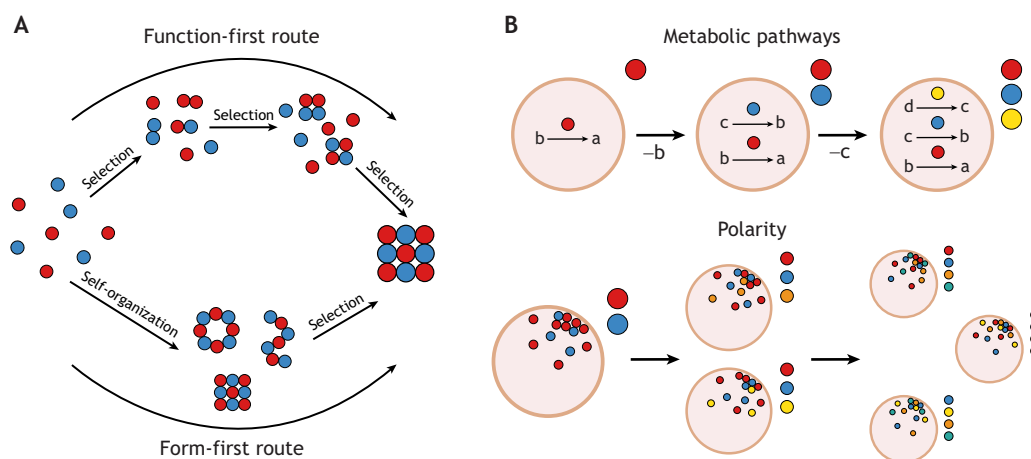 A
Function-first route
Selection
Selection
Selection
Self-organization
Selection
Form-first route
B
Metabolic pathways
b a
–b
c b
b a
–c
d c
c b
b a
Polarity